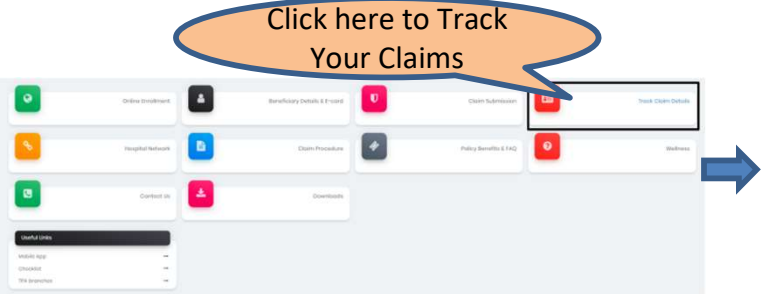 Click here to Track
Your Claims
Online Enrollment
Beneficiary Details & E-card
Claim Submission
Track Claim Details
Hospital Network
Claim Procedure
Policy Benefits & FAQ
Wellness
Contact Us
Downloads
Useful Links
Mobile App
Checklist
TPA Branches